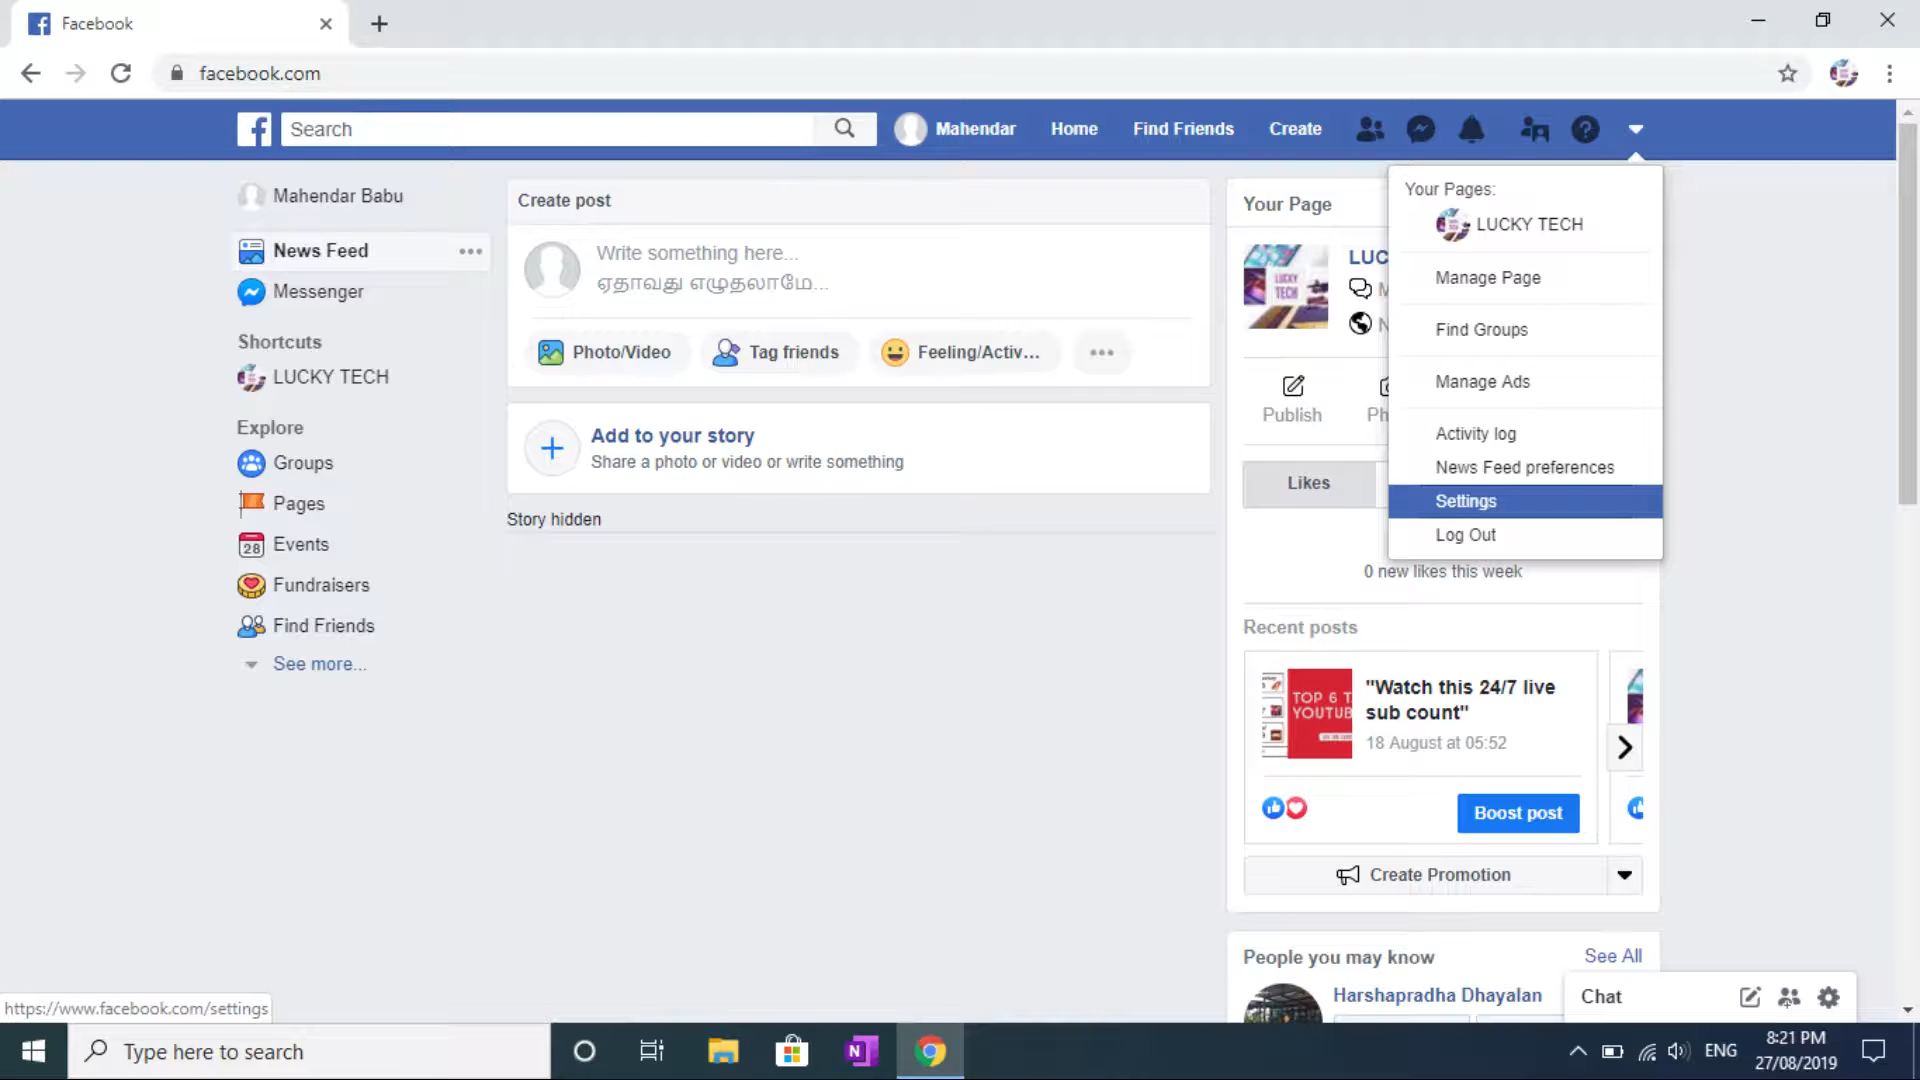 Facebook
facebook.com
Search
Mahendar
Home
Find Friends
Create
Mahendar Babu
News Feed
Messenger
Shortcuts
LUCKY TECH
Explore
Groups
Pages
28
Events
Fundraisers
Find Friends
See more...
Create post
Write something here...
ஏதாவது எழுதலாமே...
Photo/Video
Tag friends
Feeling/Activ...
Add to your story
Share a photo or video or write something
Story hidden
Your Page
LUCKY TECH
LUC
M
N
Publish
Ph
Likes
0 new likes this week
Your Pages:
LUCKY TECH
Manage Page
Find Groups
Manage Ads
Activity log
News Feed preferences
Settings
Log Out
Recent posts
TOP 6 T
YOUTUB
"Watch this 24/7 live
sub count"
18 August at 05:52
Boost post
Create Promotion
People you may know
See All
Harshapradha Dhayalan
Chat
https://www.facebook.com/settings
Type here to search
N
ENG
8:21 PM
27/08/2019